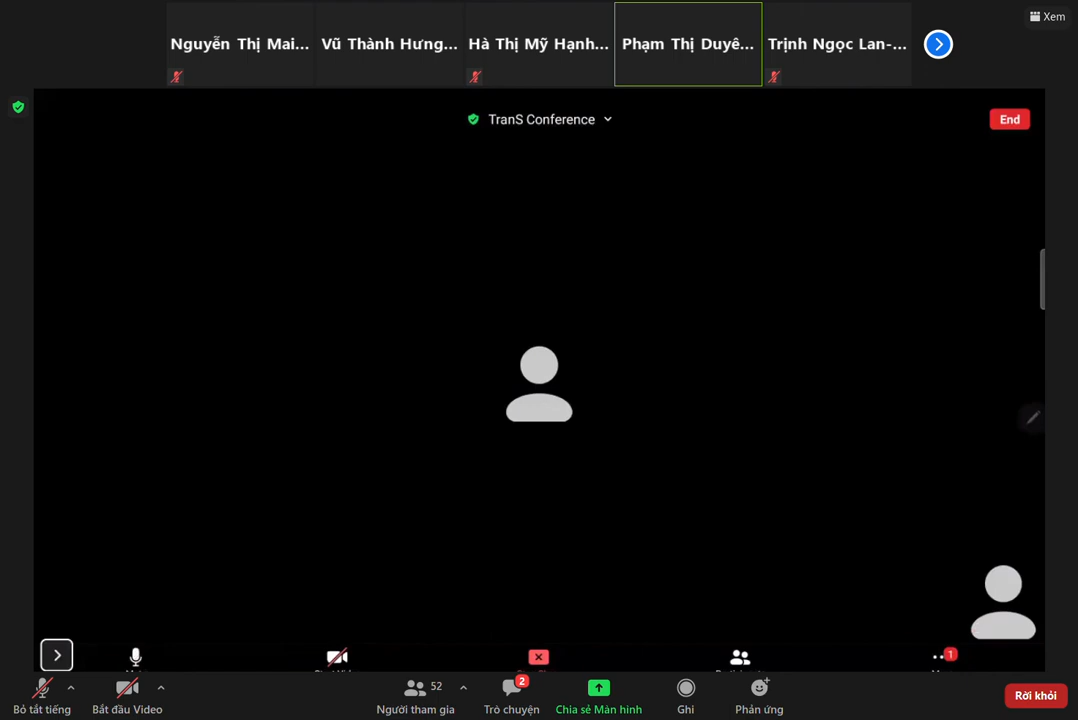 Xem
Nguyễn Thị Mai...
Vũ Thành Hưng...
Hà Thị Mỹ Hạnh...
Phạm Thị Duyê...
Trịnh Ngọc Lan-...
TranS Conference
End
1
52
2
Bỏ tắt tiếng
Bắt đầu Video
Người tham gia
Trò chuyện
Chia sẻ Màn hình
Ghi
Phản ứng
Rời khỏi